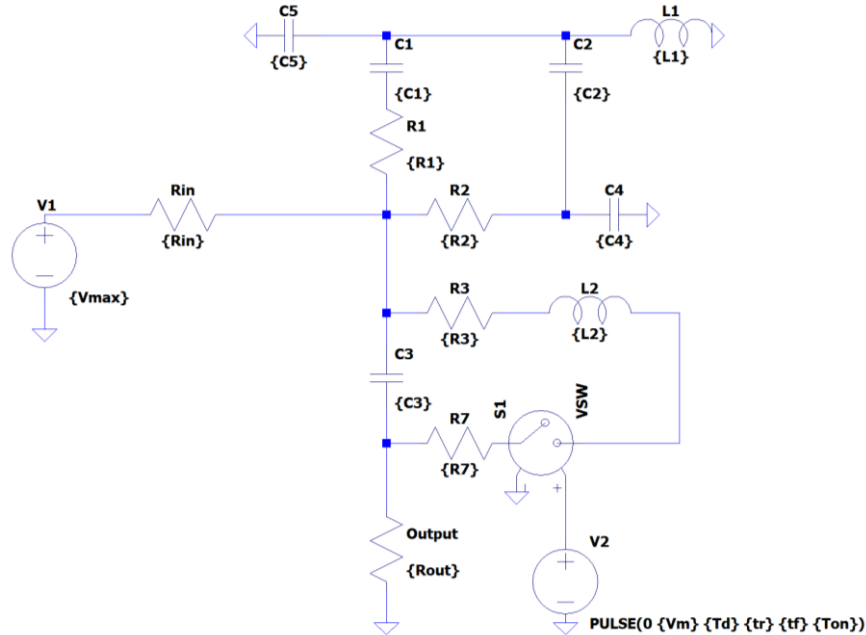 C5
{C5}
C1
{C1}
C2
{C2}
L1
{L1}
R1
{R1}
V1
{Vmax}
Rin
{Rin}
R2
{R2}
C4
{C4}
R3
{R3}
L2
{L2}
C3
{C3}
R7
{R7}
S1
VSW
Output
{Rout}
V2
PULSE(0 {Vm} {Td} {tr} {tf} {Ton})